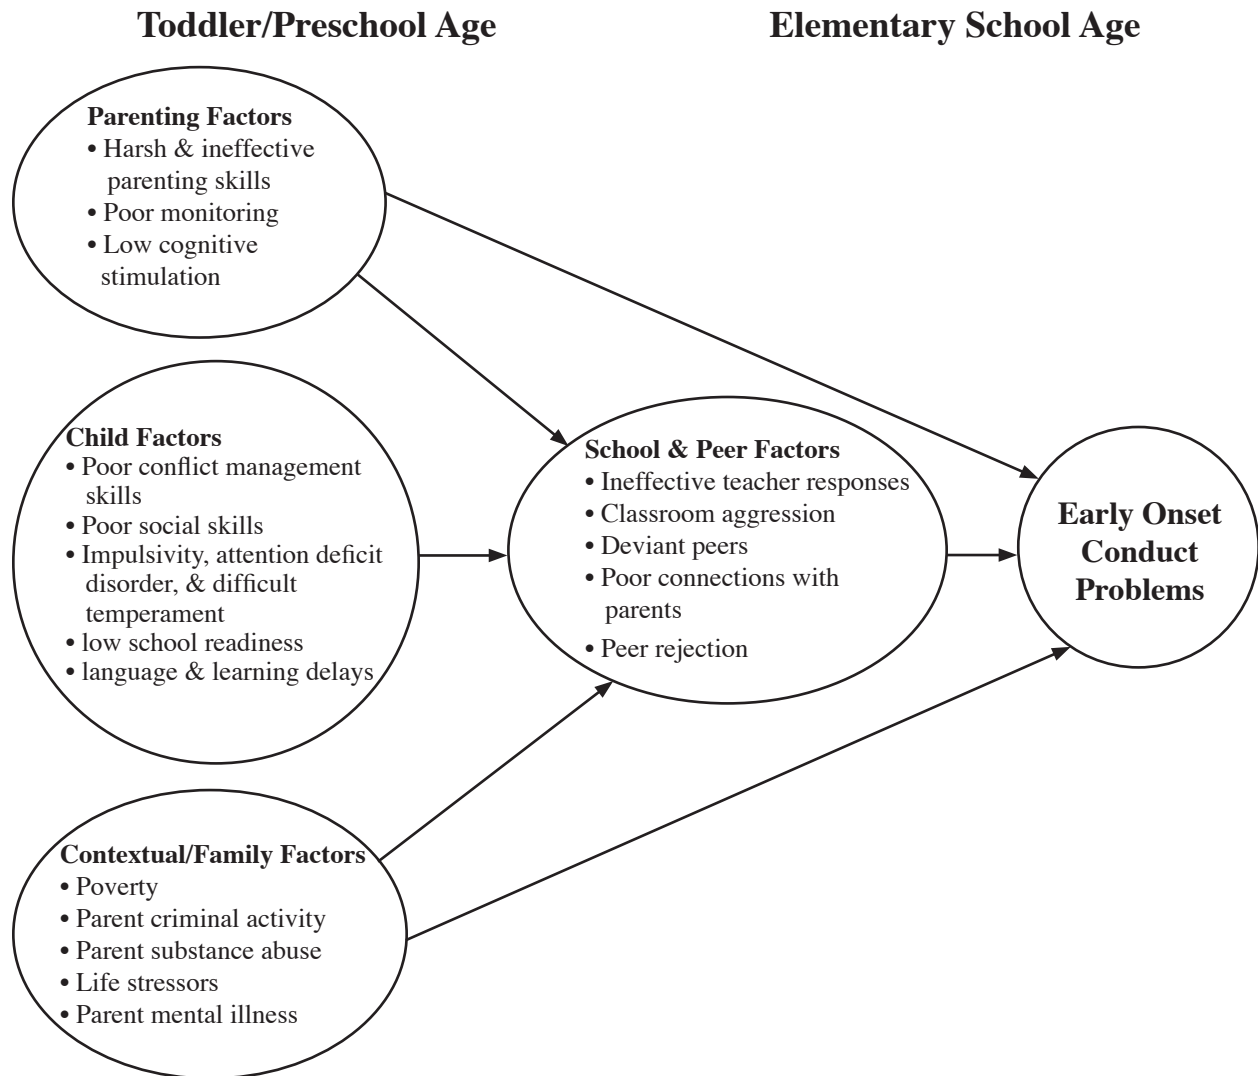 Toddler/Preschool Age
Elementary School Age
Parenting Factors
• Harsh & ineffective
parenting skills
• Poor monitoring
• Low cognitive
stimulation
Child Factors
• Poor conflict management
skills
• Poor social skills
• Impulsivity, attention deficit
disorder, & difficult
temperament
• low school readiness
• language & learning delays
Contextual/Family Factors
• Poverty
• Parent criminal activity
• Parent substance abuse
• Life stressors
• Parent mental illness
School & Peer Factors
• Ineffective teacher responses
• Classroom aggression
• Deviant peers
• Poor connections with
parents
• Peer rejection
Early Onset
Conduct
Problems